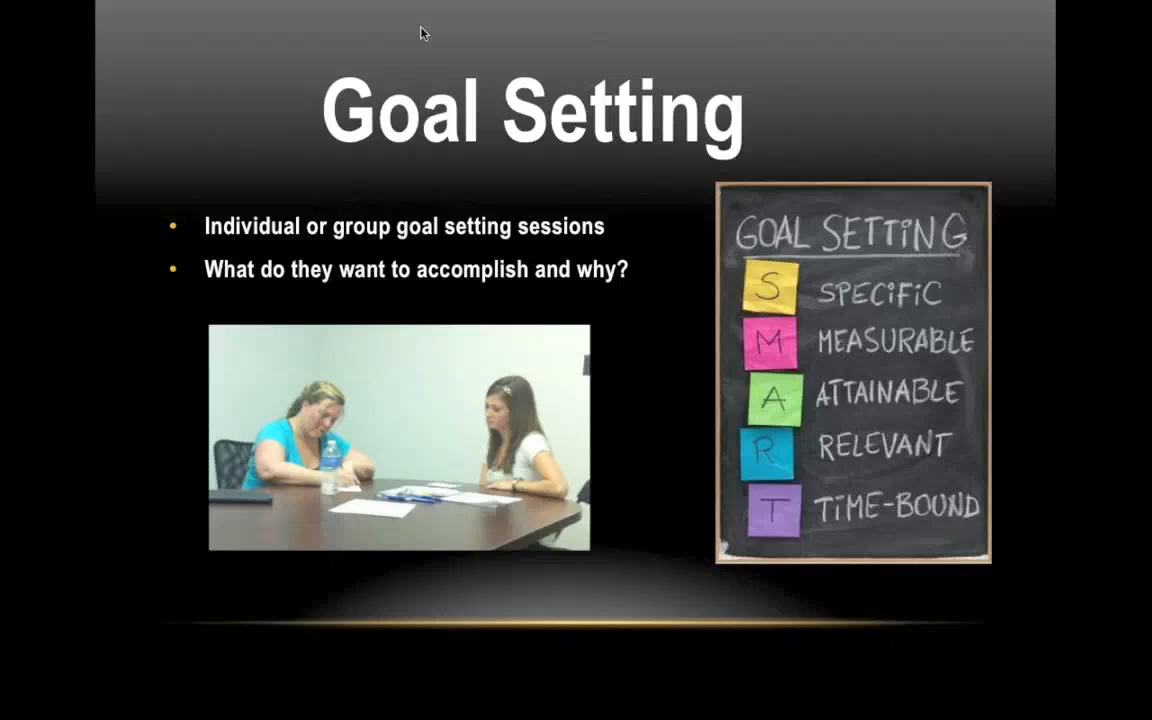 Goal Setting
• Individual or group goal setting sessions
• What do they want to accomplish and why?
GOAL SETTiNG
S SPECiFiC
M MEASURABLE
A ATTAINABLE
R RELEVANT
T TiME-BOUND